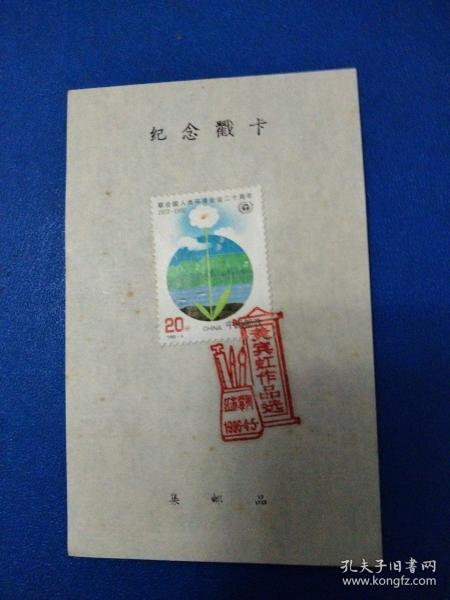 纪念戳卡
联合国人类环境会议二十周年
1972-1992
20分
CHINA 中国邮政
1992-6
黄宾虹作品选
1996.4.5
集邮品
孔夫子旧书网
www.kongfz.com